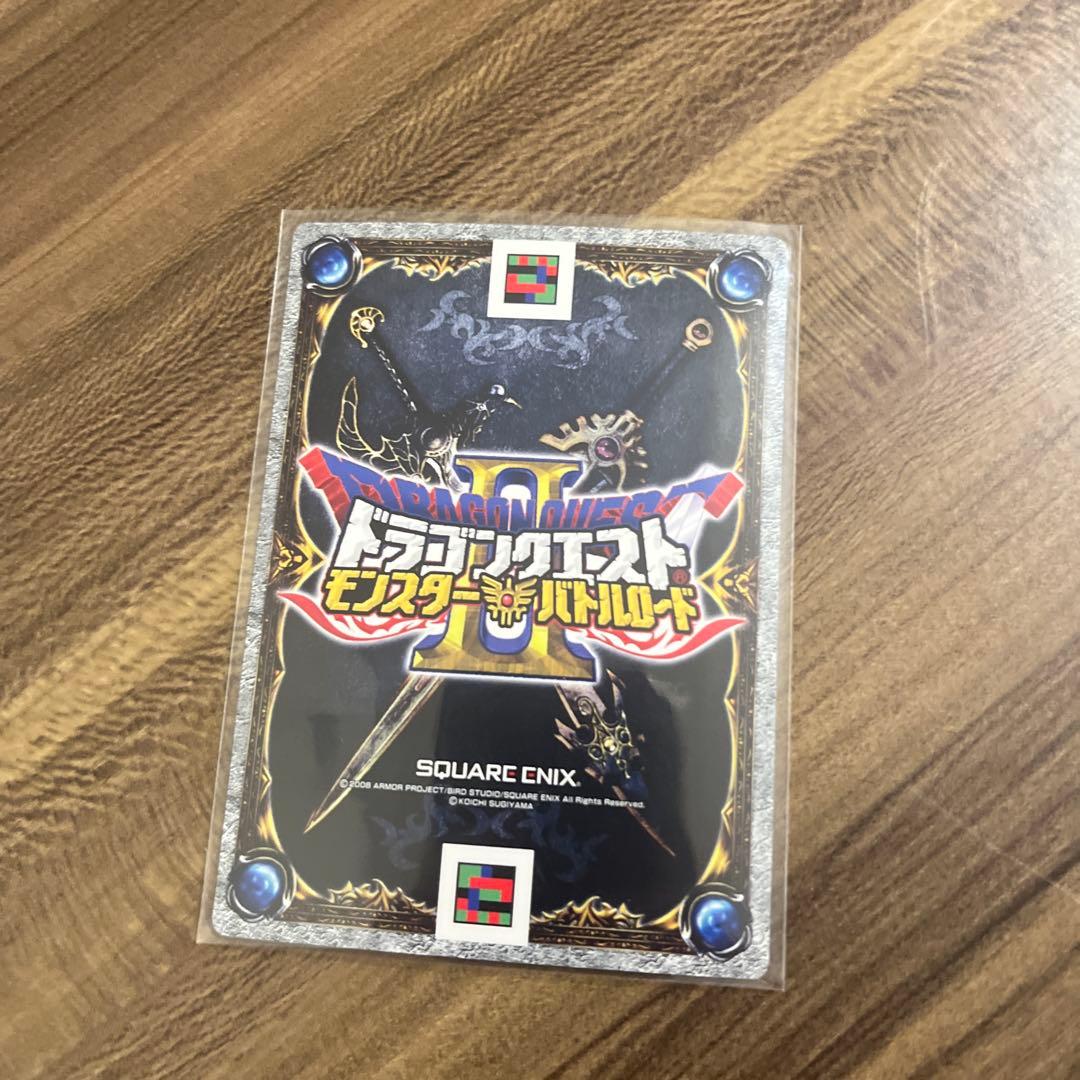 DRAGON QUEST
II
ドラゴンクエスト®
モンスター バトルロード
SQUARE ENIX®
©2008 ARMOR PROJECT/BIRD STUDIO/SQUARE ENIX All Rights Reserved.
©KOICHI SUGIYAMA